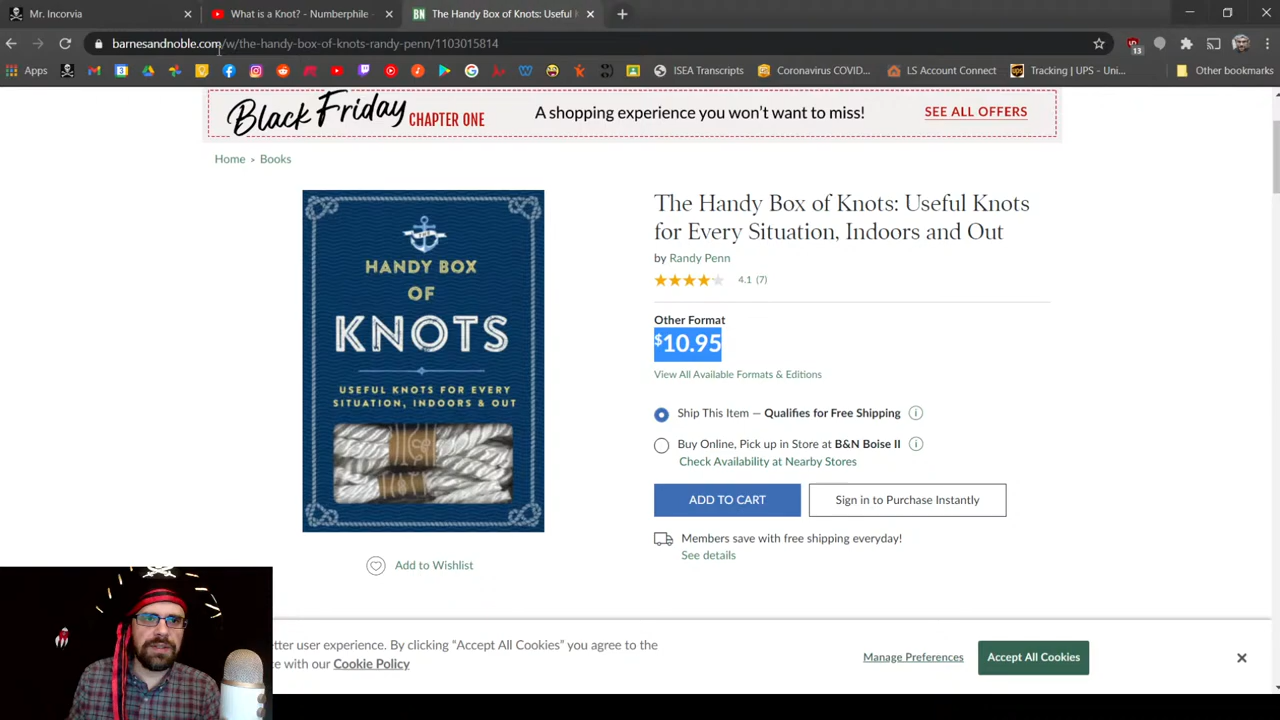 Mr. Incorvia
What is a Knot? - Numberphile -
The Handy Box of Knots: Useful
barnesandnoble.com/w/the-handy-box-of-knots-randy-penn/1103015814
Apps
ISEA Transcripts
Coronavirus COVID...
LS Account Connect
Tracking | UPS - Uni...
Other bookmarks
13
Black Friday CHAPTER ONE
A shopping experience you won't want to miss!
SEE ALL OFFERS
Home > Books
THE
HANDY BOX
OF
KNOTS
USEFUL KNOTS FOR EVERY
SITUATION, INDOORS & OUT
Add to Wishlist
The Handy Box of Knots: Useful Knots
for Every Situation, Indoors and Out
by Randy Penn
4.1 (7)
Other Format
$10.95
View All Available Formats & Editions
Ship This Item — Qualifies for Free Shipping
Buy Online, Pick up in Store at B&N Boise II
Check Availability at Nearby Stores
ADD TO CART
Sign in to Purchase Instantly
Members save with free shipping everyday!
See details
tter user experience. By clicking "Accept All Cookies" you agree to the
ce with our Cookie Policy
Manage Preferences
Accept All Cookies